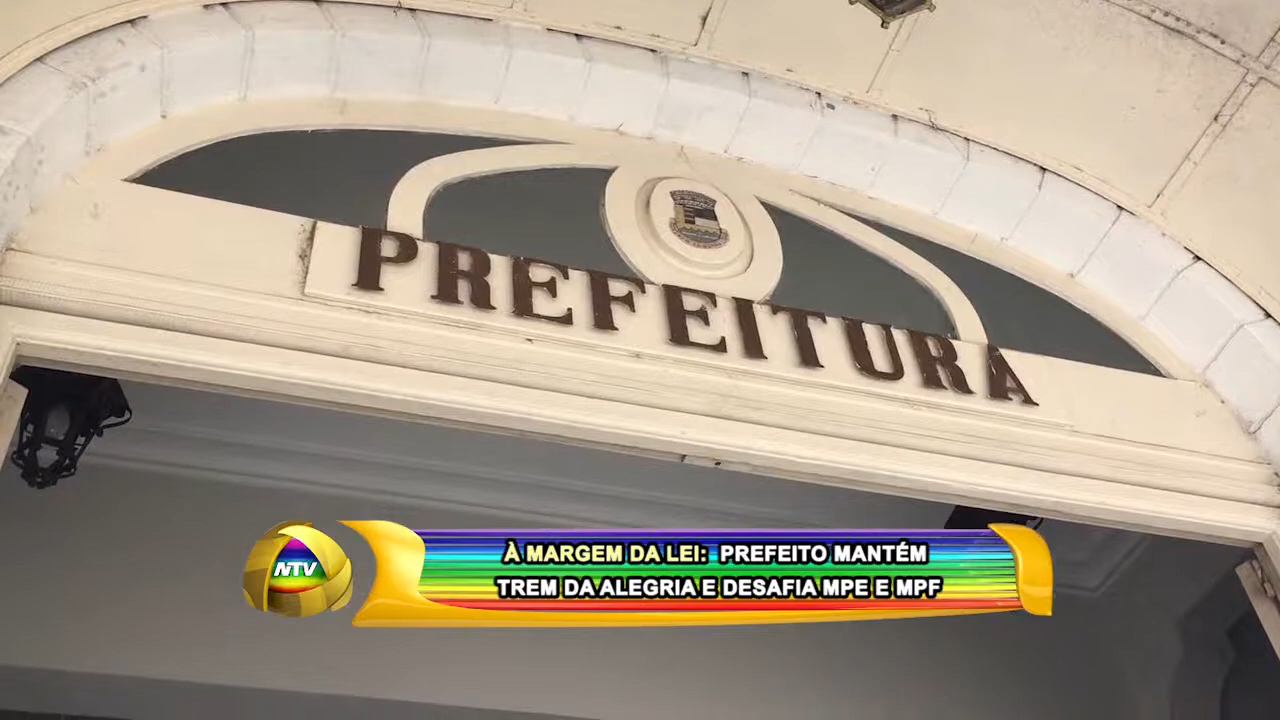 PREFEITURA
NTV
À MARGEM DA LEI: PREFEITO MANTÉM
TREM DA ALEGRIA E DESAFIA MPE E MPF